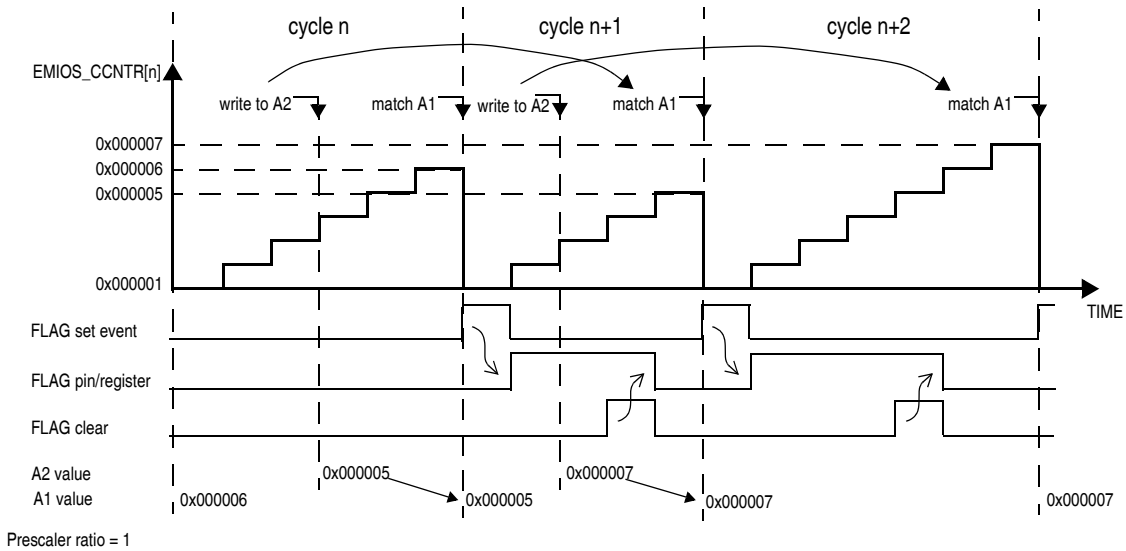 cycle n cycle n+1 cycle n+2
EMIOS_CCNTR[n]
write to A2 match A1 write to A2 match A1 match A1
0x000007
0x000006
0x000005
0x000001
TIME
FLAG set event
FLAG pin/register
FLAG clear
A2 value 0x000005 0x000007
A1 value 0x000006 0x000005 0x000007 0x000007
Prescaler ratio = 1